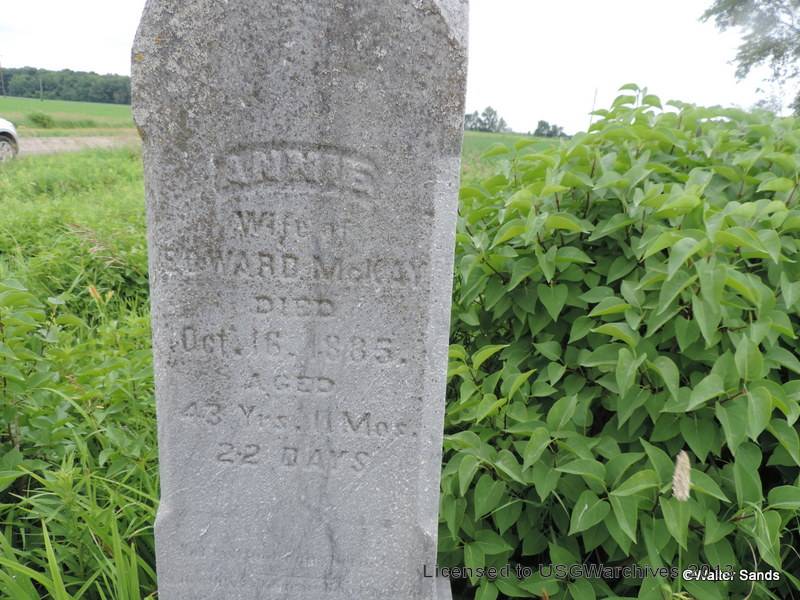 ANNIE
Wife of
EDWARD McKAY
DIED
Oct. 16, 1885.
AGED
43 Yrs. 11 Mos.
22 DAYS
Licensed to USGWarchives 2013
©Walter Sands